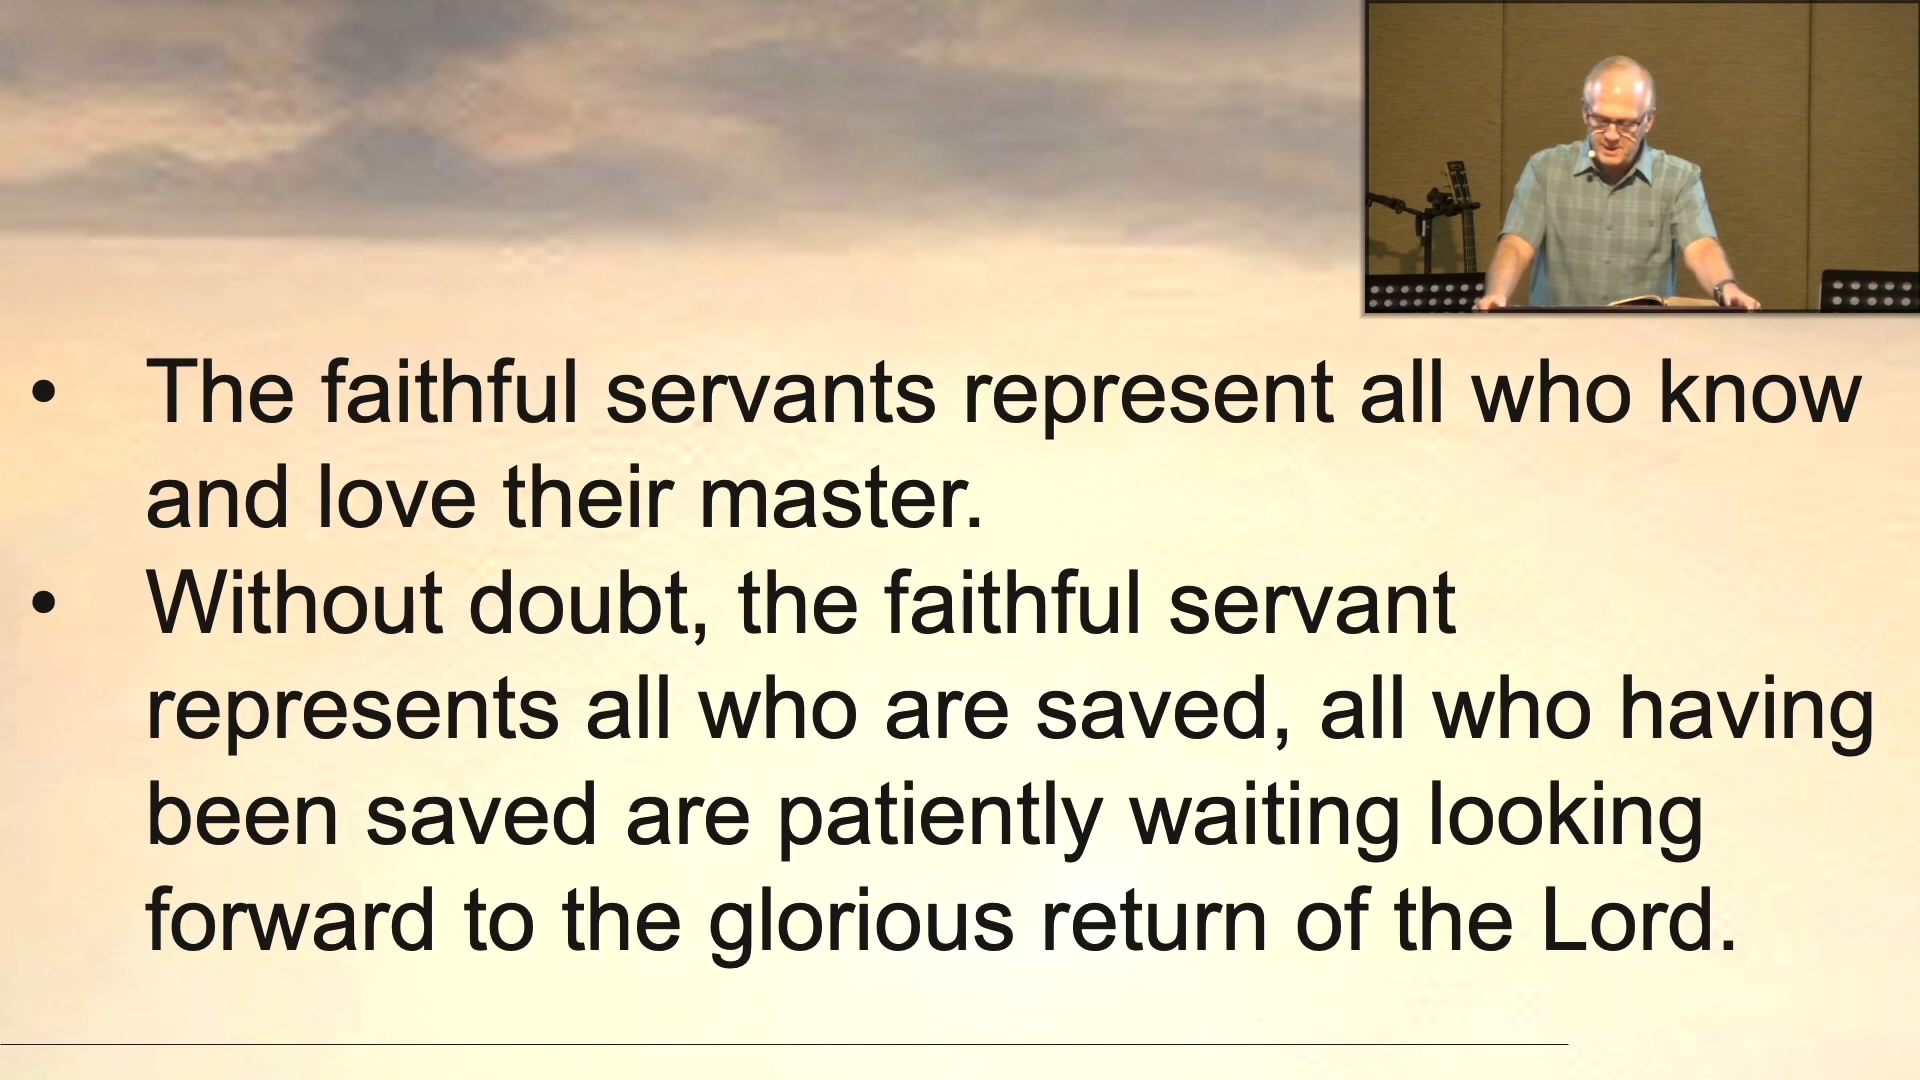 • The faithful servants represent all who know
and love their master.
• Without doubt, the faithful servant
represents all who are saved, all who having
been saved are patiently waiting looking
forward to the glorious return of the Lord.